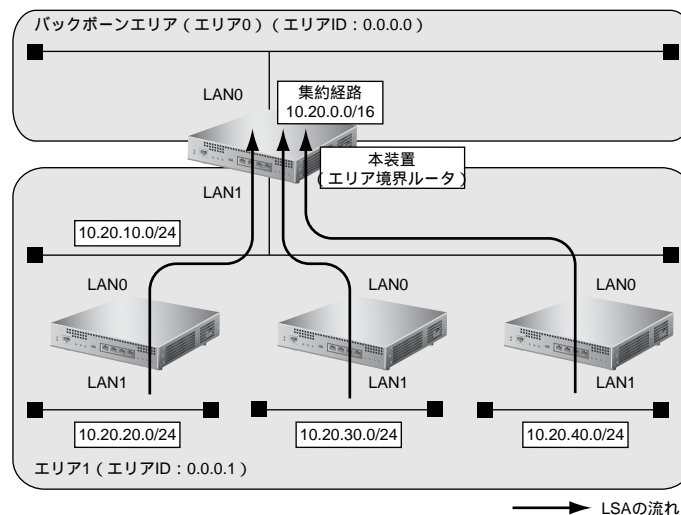 バックボーンエリア（エリア0）（エリアID：0.0.0.0）
LAN0
集約経路
10.20.0.0/16
本装置
（エリア境界ルータ）
LAN1
10.20.10.0/24
LAN0
LAN0
LAN0
LAN1
LAN1
LAN1
10.20.20.0/24
10.20.30.0/24
10.20.40.0/24
エリア1（エリアID：0.0.0.1）
LSAの流れ